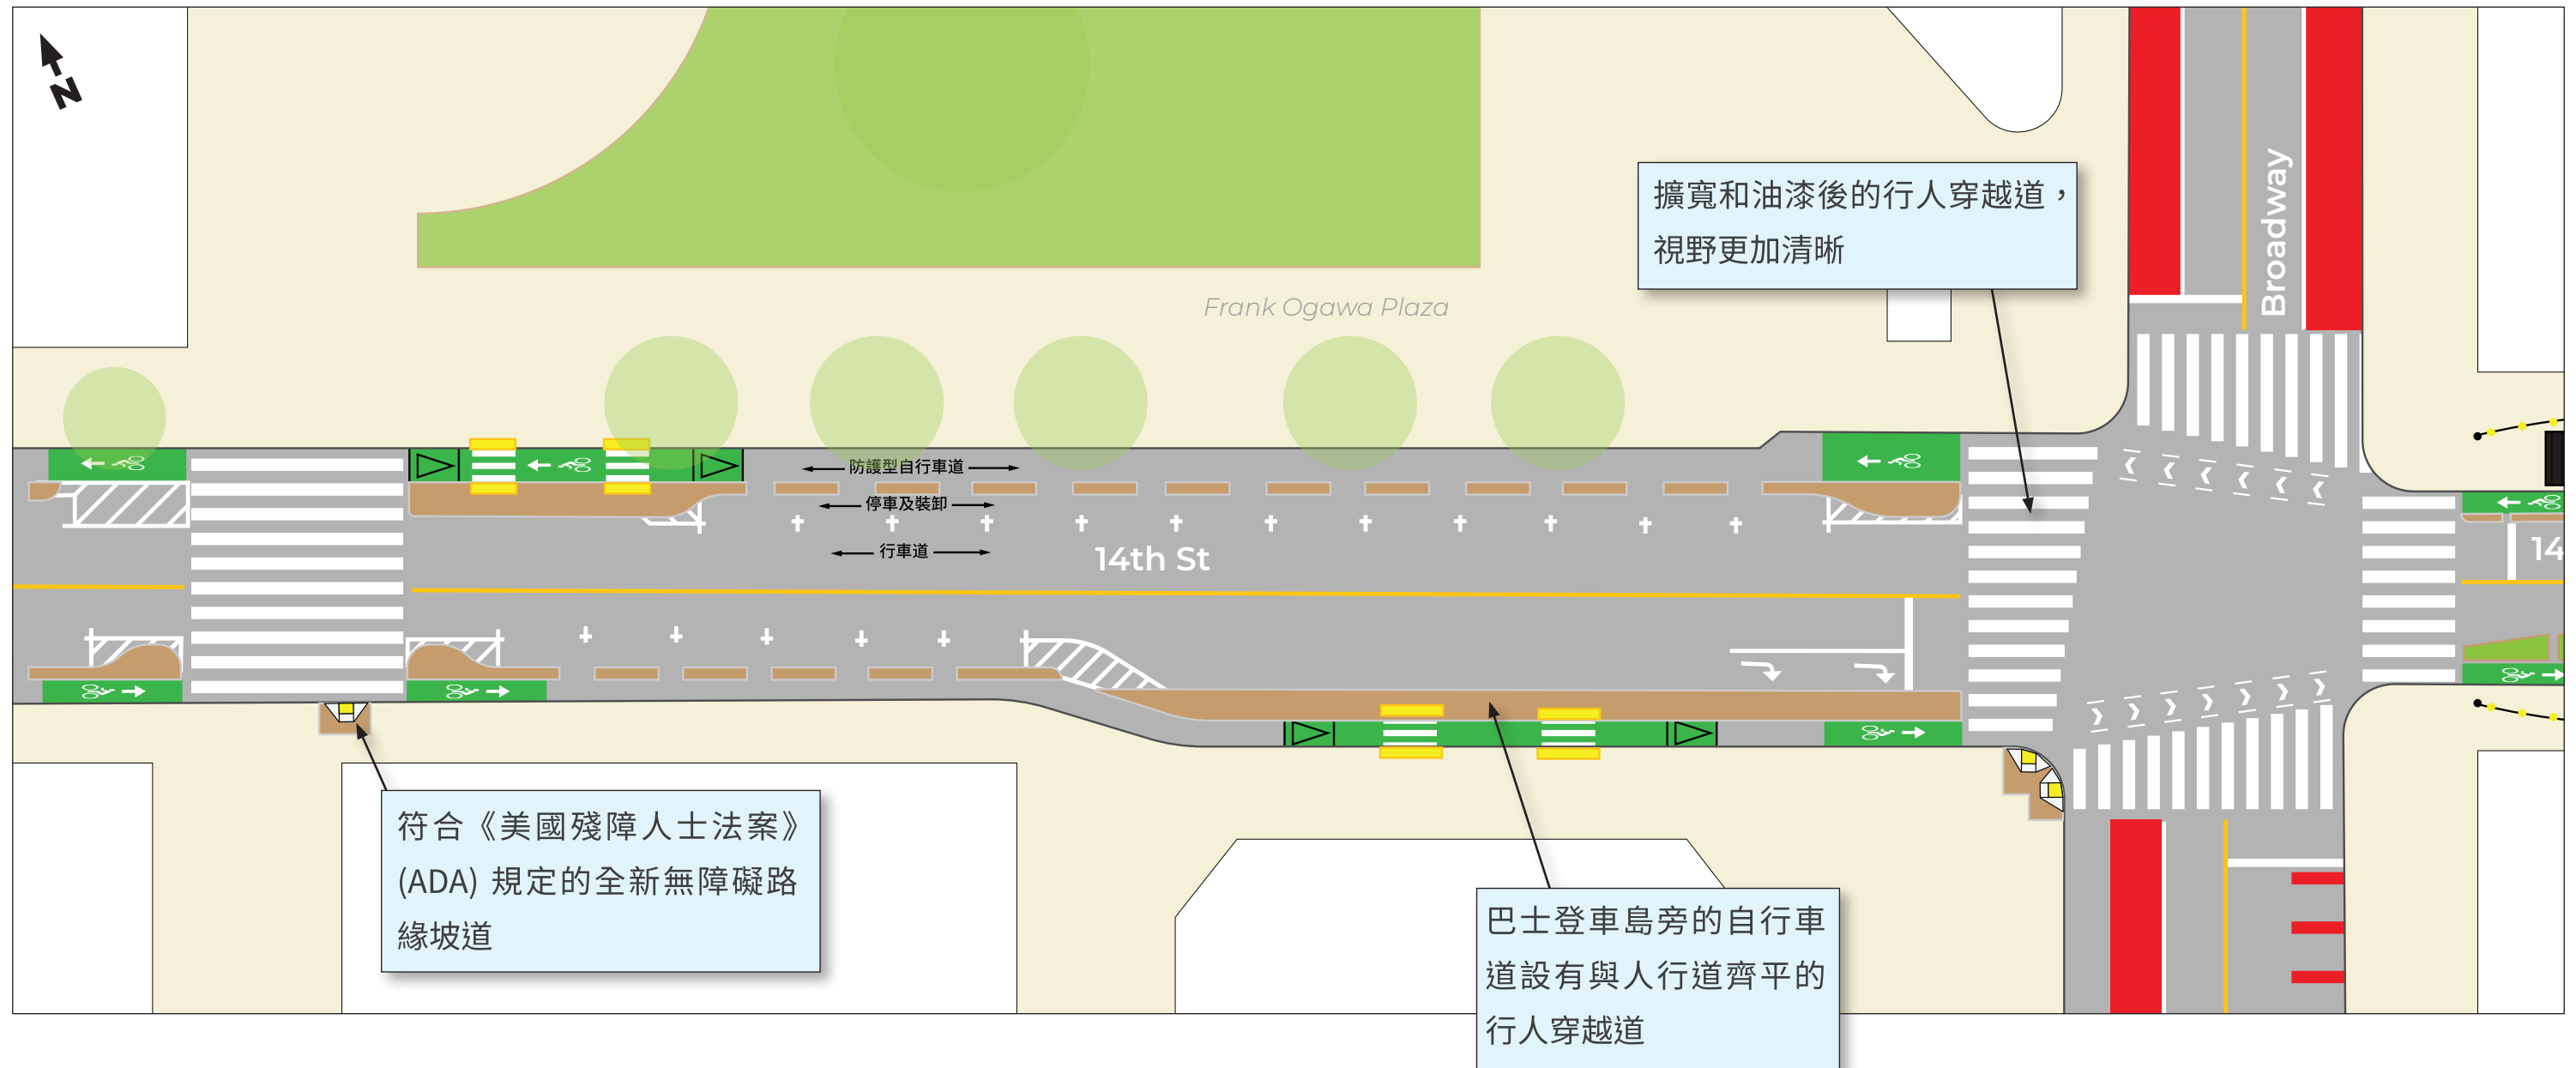 N
擴寬和油漆後的行人穿越道，
視野更加清晰
Broadway
Frank Ogawa Plaza
防護型自行車道
停車及裝卸
行車道
14th St
14
符合《美國殘障人士法案》
(ADA) 規定的全新無障礙路
緣坡道
巴士登車島旁的自行車
道設有與人行道齊平的
行人穿越道